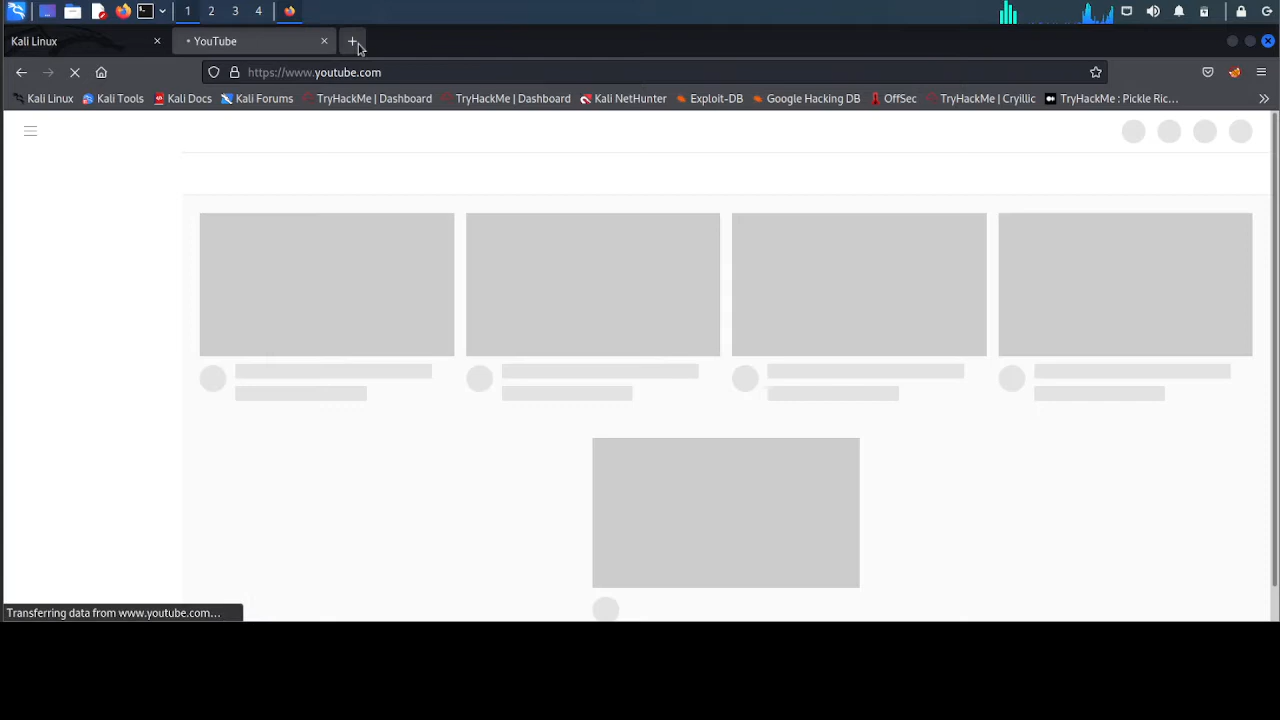 1 2 3 4
Kali Linux YouTube
https://www.youtube.com
Kali Linux Kali Tools Kali Docs Kali Forums TryHackMe | Dashboard TryHackMe | Dashboard Kali NetHunter Exploit-DB Google Hacking DB OffSec TryHackMe | Cryillic TryHackMe : Pickle Ric...
Transferring data from www.youtube.com...